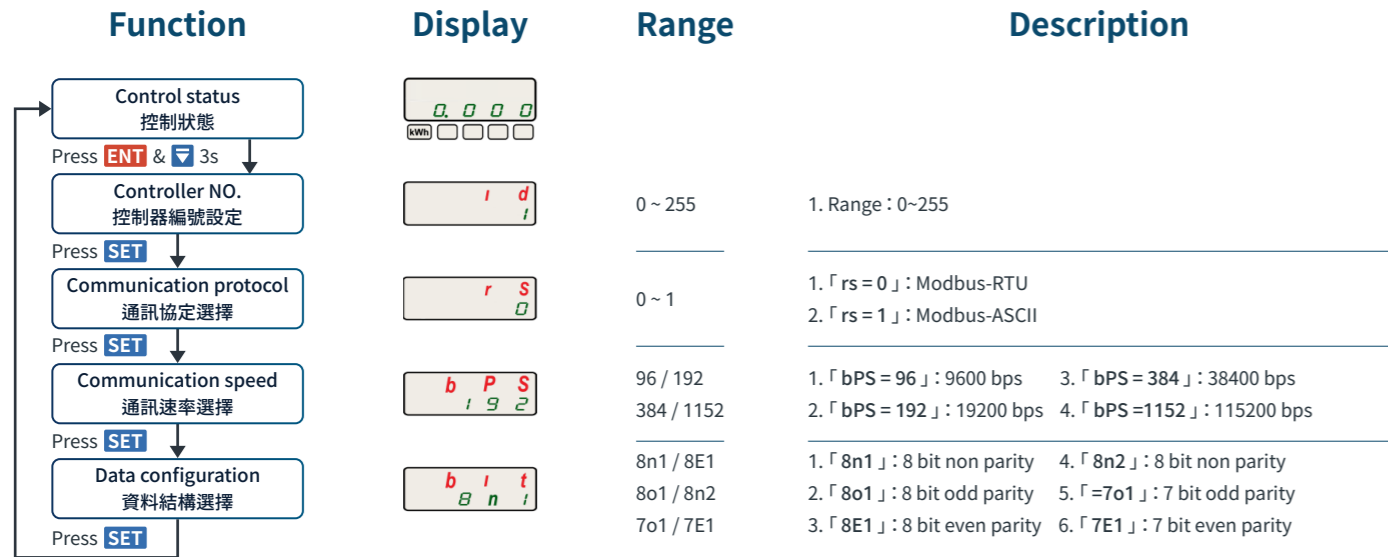 Function Display Range Description
Control status
控制狀態
0.000
kWh
Press ENT & 3s
Controller NO.
控制器編號設定
id
1
0 ~ 255
1. Range：0~255
Press SET
Communication protocol
通訊協定選擇
rS
0
0 ~ 1
1.「 rs = 0 」：Modbus-RTU
2.「 rs = 1 」：Modbus-ASCII
Press SET
Communication speed
通訊速率選擇
bPS
192
96 / 192
384 / 1152
1.「 bPS = 96 」：9600 bps 3.「 bPS = 384 」：38400 bps
2.「 bPS = 192 」：19200 bps 4.「 bPS =1152 」：115200 bps
Press SET
Data configuration
資料結構選擇
bit
8n1
8n1 / 8E1
8o1 / 8n2
7o1 / 7E1
1.「 8n1 」：8 bit non parity 4.「 8n2 」：8 bit non parity
2.「 8o1 」：8 bit odd parity 5.「 =7o1 」：7 bit odd parity
3.「 8E1 」：8 bit even parity 6.「 7E1 」：7 bit even parity
Press SET